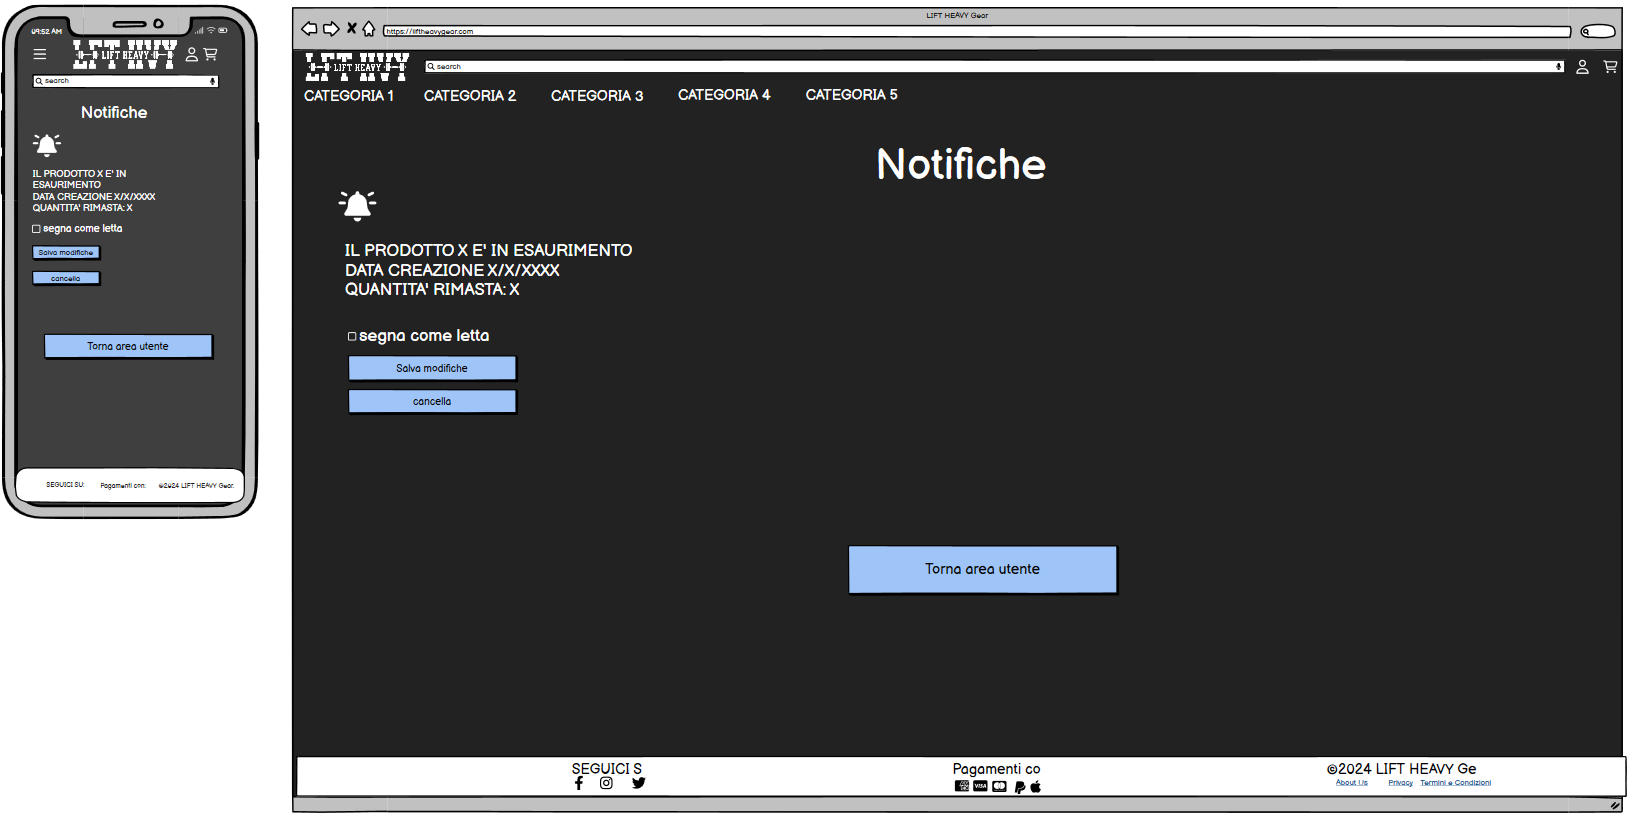 09:52 AM
LIFT HEAVY
search
Notifiche
IL PRODOTTO X E' IN
ESAURIMENTO
DATA CREAZIONE X/X/XXXX
QUANTITA' RIMASTA: X
segna come letta
Salva modifiche
cancella
Torna area utente
SEGUICI SU:
Pagamenti con:
©2024 LIFT HEAVY Gear.
LIFT HEAVY Gear
https://liftheavygear.com
LIFT HEAVY
search
CATEGORIA 1
CATEGORIA 2
CATEGORIA 3
CATEGORIA 4
CATEGORIA 5
Notifiche
IL PRODOTTO X E' IN ESAURIMENTO
DATA CREAZIONE X/X/XXXX
QUANTITA' RIMASTA: X
segna come letta
Salva modifiche
cancella
Torna area utente
SEGUICI S
Pagamenti co
VISA
©2024 LIFT HEAVY Ge
About Us
Privacy
Termini e Condizioni